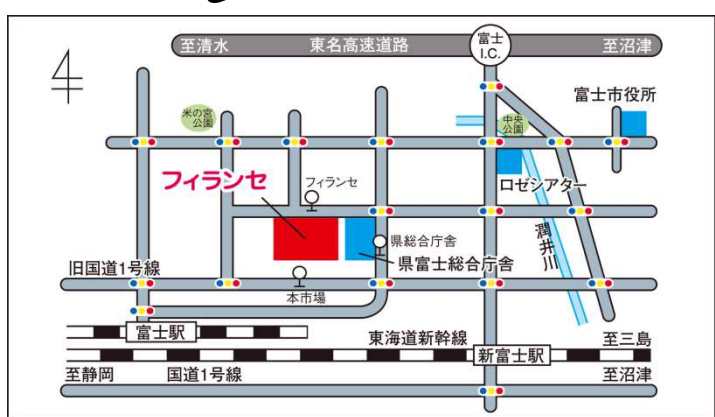 至清水
東名高速道路
富士
I.C.
至沼津
富士市役所
米の宮
公園
中央
公園
フィランセ
フィランセ
ロゼシアター
潤井川
県総合庁舎
県富士総合庁舎
旧国道1号線
本市場
富士駅
東海道新幹線
至三島
新富士駅
至静岡
国道1号線
至沼津